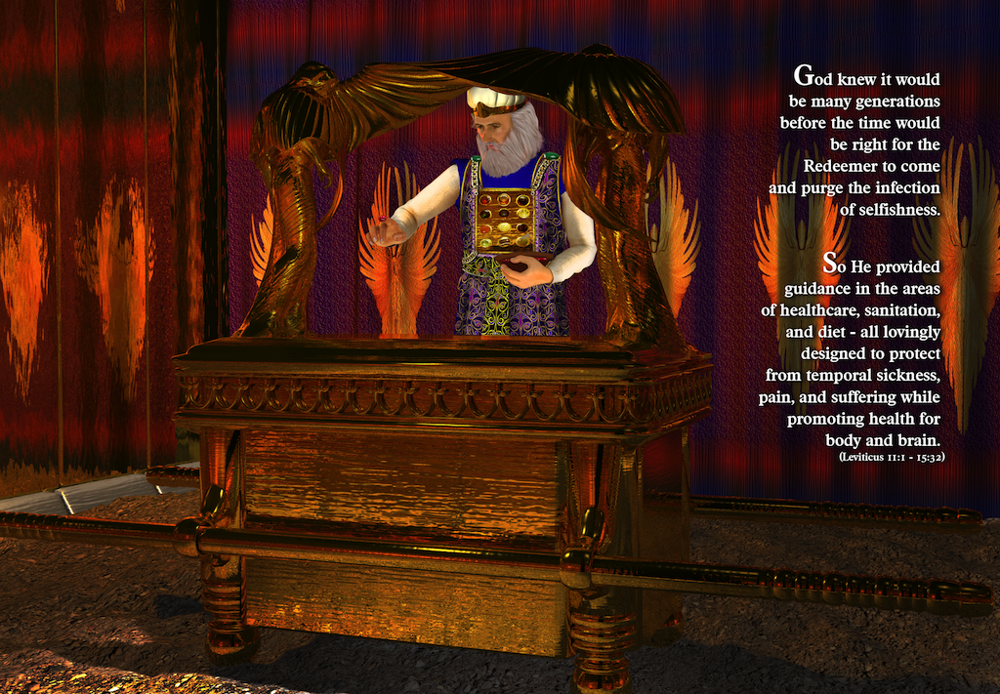 God knew it would
be many generations
before the time would
be right for the
Redeemer to come
and purge the infection
of selfishness.
So He provided
guidance in the areas
of healthcare, sanitation,
and diet - all lovingly
designed to protect
from temporal sickness,
pain, and suffering while
promoting health for
body and brain.
(Leviticus 11:1 - 15:32)